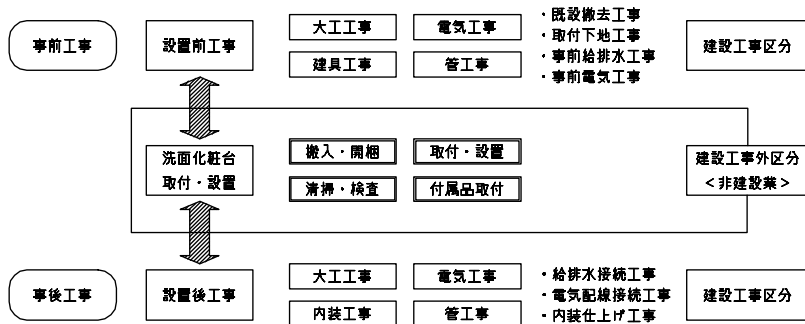 事前工事
設置前工事
大工工事
電気工事
建具工事
管工事
・既設撤去工事
・取付下地工事
・事前給排水工事
・事前電気工事
建設工事区分
洗面化粧台
取付・設置
搬入・開梱
取付・設置
清掃・検査
付属品取付
建設工事外区分
<非建設業>
事後工事
設置後工事
大工工事
電気工事
内装工事
管工事
・給排水接続工事
・電気配線接続工事
・内装仕上げ工事
建設工事区分